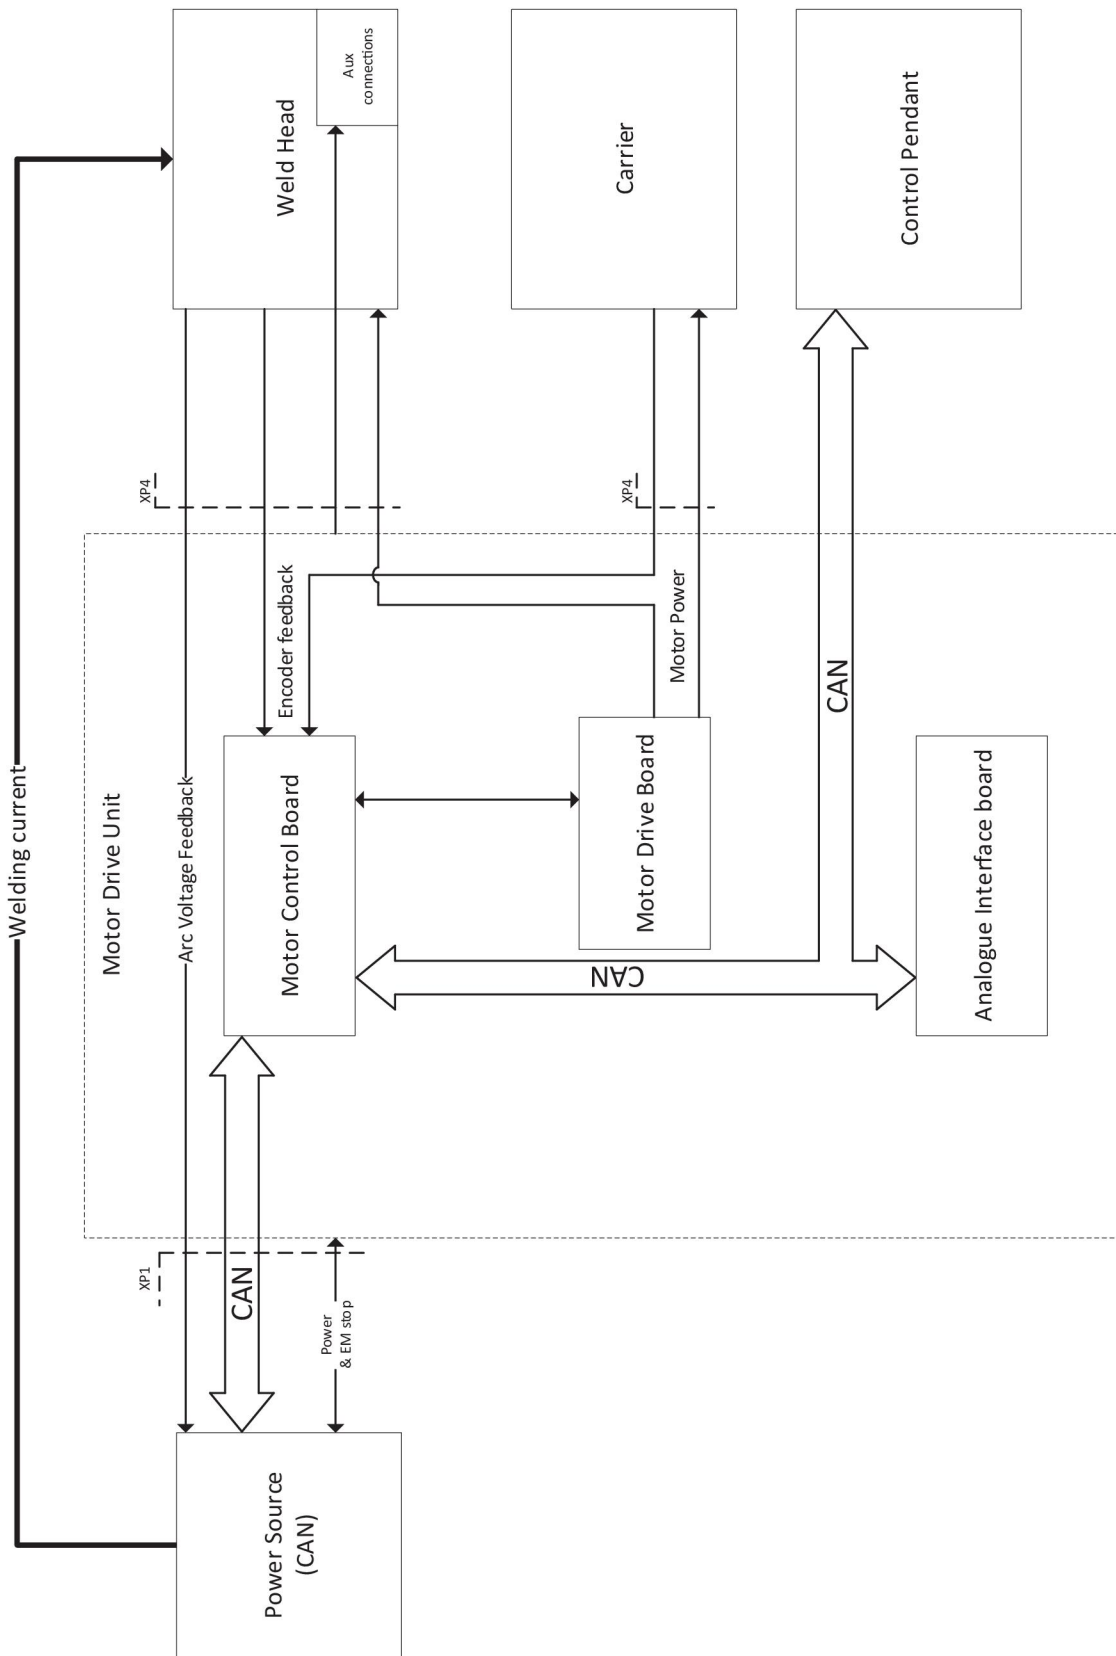 Welding current
Motor Drive Unit
Arc Voltage Feedback
XP1
XP4
Weld Head
Aux
connections
CAN
Motor Control Board
Encoder feedback
Power Source
(CAN)
Power
& EM stop
CAN
Motor Drive Board
Motor Power
XP4
Carrier
CAN
Control Pendant
Analogue Interface board